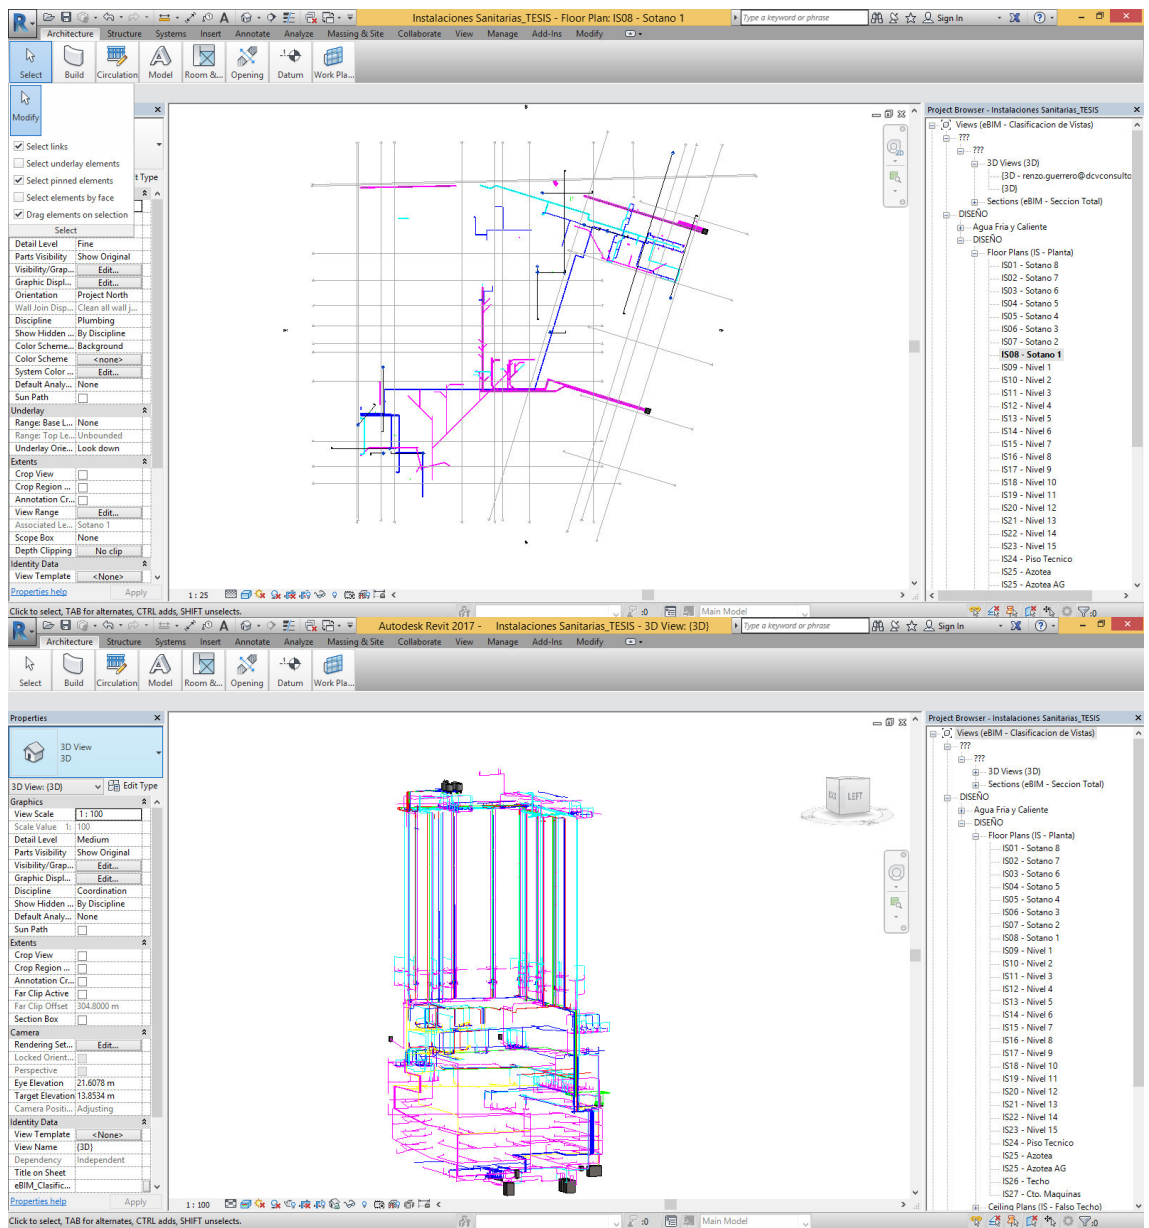 Instalaciones Sanitarias_TESIS - Floor Plan: IS08 - Sotano 1
Type a keyword or phrase
Sign In
Architecture Structure Systems Insert Annotate Analyze Massing & Site Collaborate View Manage Add-Ins Modify
Select Build Circulation Model Room &... Opening Datum Work Pla...
Modify
Select links
Select underlay elements
Select pinned elements
t Type
Select elements by face
Drag elements on selection
Select
Detail Level Fine
Parts Visibility Show Original
Visibility/Grap... Edit...
Graphic Displ... Edit...
Orientation Project North
Wall Join Disp... Clean all wall j...
Discipline Plumbing
Show Hidden ... By Discipline
Color Scheme... Background
Color Scheme <none>
System Color ... Edit...
Default Analy... None
Sun Path
Underlay
Range: Base L... None
Range: Top Le... Unbounded
Underlay Orie... Look down
Extents
Crop View
Crop Region ...
Annotation Cr...
View Range Edit...
Associated Le... Sotano 1
Scope Box None
Depth Clipping No clip
Identity Data
View Template <None>
Properties help Apply
1 : 25
Project Browser - Instalaciones Sanitarias_TESIS
Views (eBIM - Clasificacion de Vistas)
???
???
3D Views (3D)
{3D - renzo.guerrero@dcvconsulto
{3D}
Sections (eBIM - Seccion Total)
DISEÑO
Agua Fria y Caliente
DISEÑO
Floor Plans (IS - Planta)
IS01 - Sotano 8
IS02 - Sotano 7
IS03 - Sotano 6
IS04 - Sotano 5
IS05 - Sotano 4
IS06 - Sotano 3
IS07 - Sotano 2
IS08 - Sotano 1
IS09 - Nivel 1
IS10 - Nivel 2
IS11 - Nivel 3
IS12 - Nivel 4
IS13 - Nivel 5
IS14 - Nivel 6
IS15 - Nivel 7
IS16 - Nivel 8
IS17 - Nivel 9
IS18 - Nivel 10
IS19 - Nivel 11
IS20 - Nivel 12
IS21 - Nivel 13
IS22 - Nivel 14
IS23 - Nivel 15
IS24 - Piso Tecnico
IS25 - Azotea
IS25 - Azotea AG
Click to select, TAB for alternates, CTRL adds, SHIFT unselects.
:0 Main Model :0
Autodesk Revit 2017 - Instalaciones Sanitarias_TESIS - 3D View: {3D}
Type a keyword or phrase
Sign In
Architecture Structure Systems Insert Annotate Analyze Massing & Site Collaborate View Manage Add-Ins Modify
Select Build Circulation Model Room &... Opening Datum Work Pla...
Properties
3D View
3D
3D View: {3D} Edit Type
Graphics
View Scale 1 : 100
Scale Value 1: 100
Detail Level Medium
Parts Visibility Show Original
Visibility/Grap... Edit...
Graphic Displ... Edit...
Discipline Coordination
Show Hidden ... By Discipline
Default Analy... None
Sun Path
Extents
Crop View
Crop Region ...
Annotation Cr...
Far Clip Active
Far Clip Offset 304.8000 m
Section Box
Camera
Rendering Set... Edit...
Locked Orient...
Perspective
Eye Elevation 21.6078 m
Target Elevation 13.8534 m
Camera Positi... Adjusting
Identity Data
View Template <None>
View Name {3D}
Dependency Independent
Title on Sheet
eBIM_Clasific...
Properties help Apply
LEFT
1 : 100
Project Browser - Instalaciones Sanitarias_TESIS
Views (eBIM - Clasificacion de Vistas)
???
???
3D Views (3D)
Sections (eBIM - Seccion Total)
DISEÑO
Agua Fria y Caliente
DISEÑO
Floor Plans (IS - Planta)
IS01 - Sotano 8
IS02 - Sotano 7
IS03 - Sotano 6
IS04 - Sotano 5
IS05 - Sotano 4
IS06 - Sotano 3
IS07 - Sotano 2
IS08 - Sotano 1
IS09 - Nivel 1
IS10 - Nivel 2
IS11 - Nivel 3
IS12 - Nivel 4
IS13 - Nivel 5
IS14 - Nivel 6
IS15 - Nivel 7
IS16 - Nivel 8
IS17 - Nivel 9
IS18 - Nivel 10
IS19 - Nivel 11
IS20 - Nivel 12
IS21 - Nivel 13
IS22 - Nivel 14
IS23 - Nivel 15
IS24 - Piso Tecnico
IS25 - Azotea
IS25 - Azotea AG
IS26 - Techo
IS27 - Cto. Maquinas
Ceiling Plans (IS - Falso Techo)
Click to select, TAB for alternates, CTRL adds, SHIFT unselects.
:0 Main Model :0